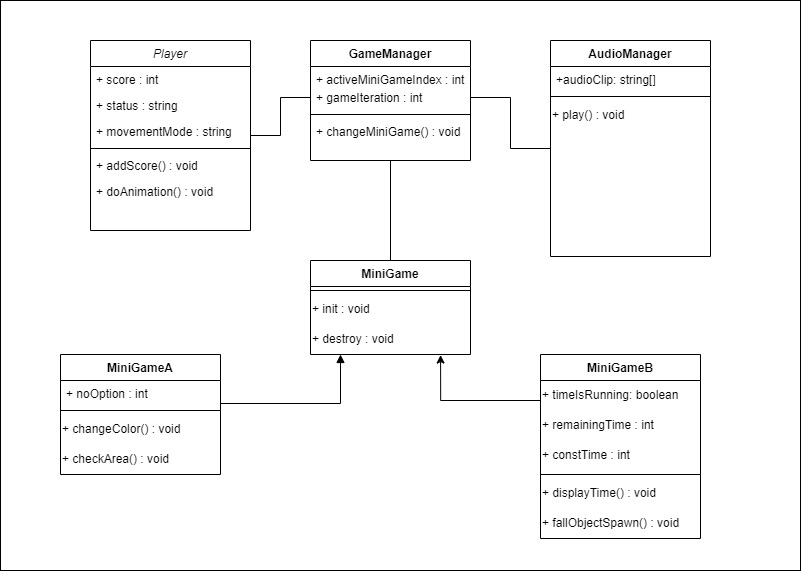 Player
+ score : int
+ status : string
+ movementMode : string
+ addScore() : void
+ doAnimation() : void
GameManager
+ activeMiniGameIndex : int
+ gameIteration : int
+ changeMiniGame() : void
AudioManager
+audioClip: string[]
+ play() : void
MiniGame
+ init : void
+ destroy : void
MiniGameA
+ noOption : int
+ changeColor() : void
+ checkArea() : void
MiniGameB
+ timeIsRunning: boolean
+ remainingTime : int
+ constTime : int
+ displayTime() : void
+ fallObjectSpawn() : void